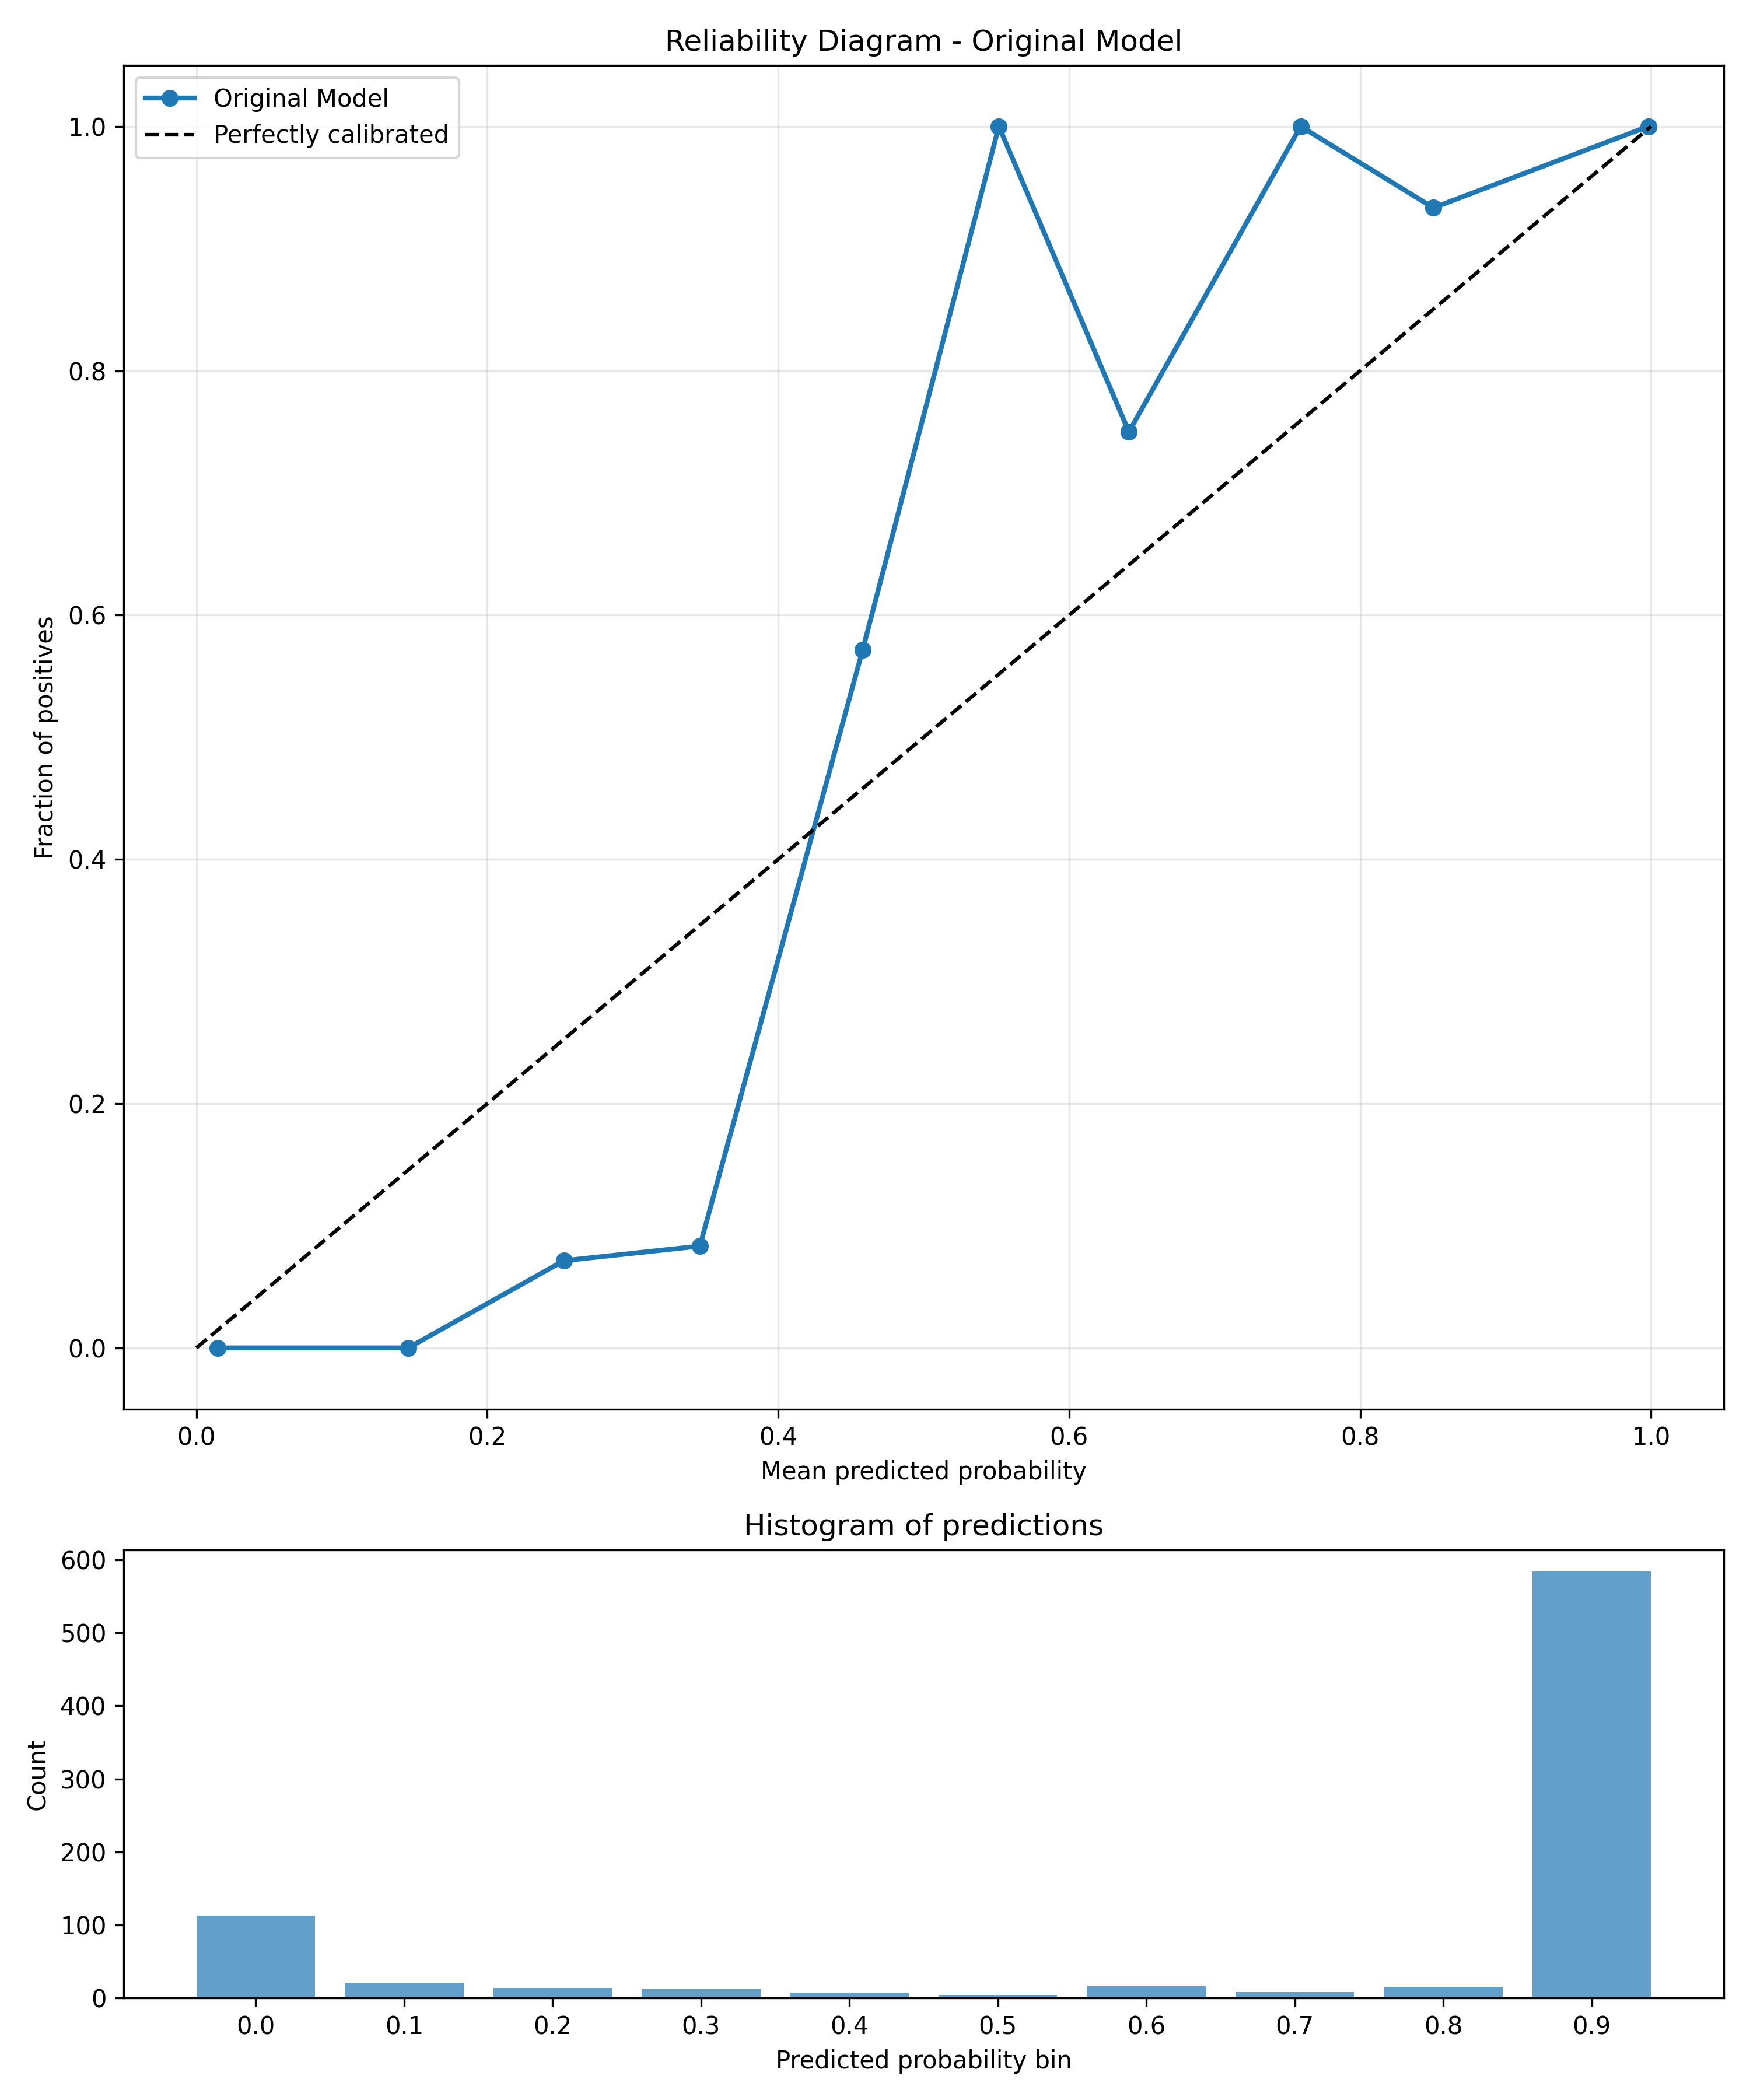 Reliability Diagram - Original Model
Original Model
Perfectly calibrated
1.0
0.8
0.6
0.4
0.2
0.0
Fraction of positives
0.0 0.2 0.4 0.6 0.8 1.0
Mean predicted probability
Histogram of predictions
600
500
400
300
200
100
0
Count
0.0 0.1 0.2 0.3 0.4 0.5 0.6 0.7 0.8 0.9
Predicted probability bin